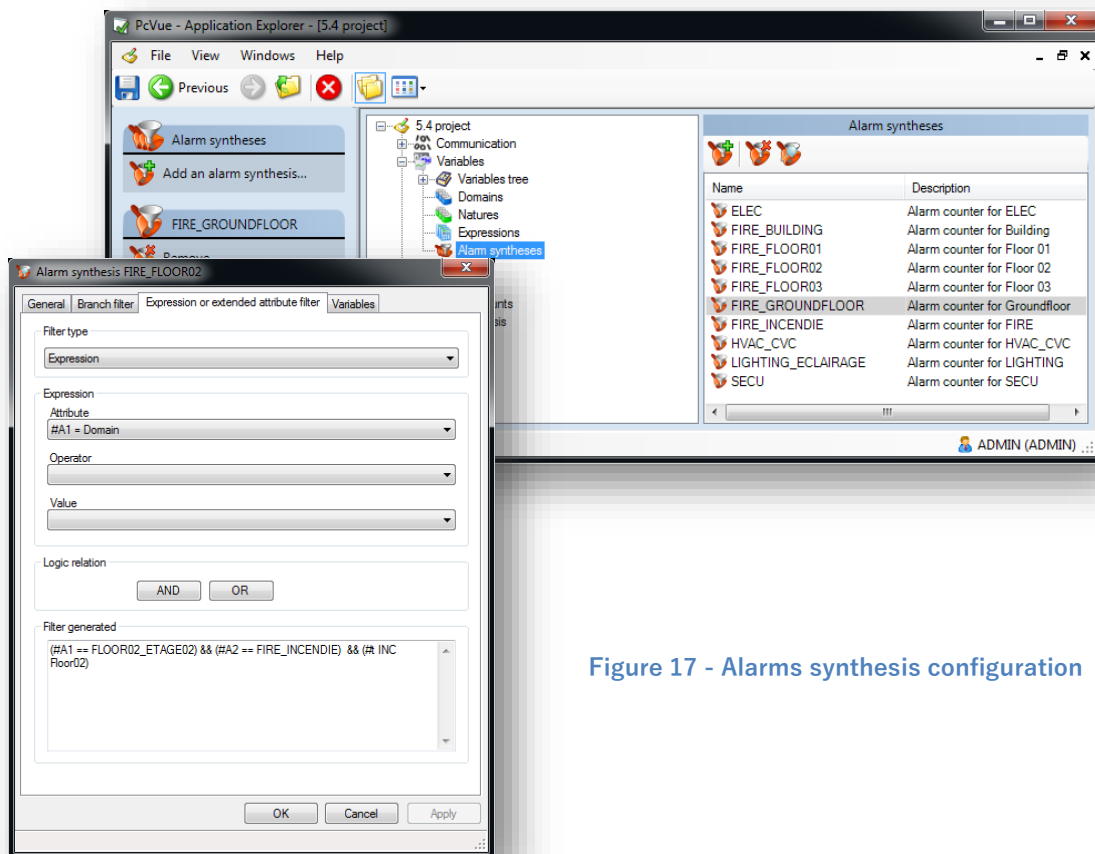 PcVue - Application Explorer - [5.4 project]
File View Windows Help
Previous
Alarm syntheses
Add an alarm synthesis...
FIRE_GROUNDFLOOR
Remove
5.4 project
Communication
Variables
Variables tree
Domains
Natures
Expressions
Alarm syntheses
Alarm syntheses
Name Description
ELEC Alarm counter for ELEC
FIRE_BUILDING Alarm counter for Building
FIRE_FLOOR01 Alarm counter for Floor 01
FIRE_FLOOR02 Alarm counter for Floor 02
FIRE_FLOOR03 Alarm counter for Floor 03
FIRE_GROUNDFLOOR Alarm counter for Groundfloor
FIRE_INCENDIE Alarm counter for FIRE
HVAC_CVC Alarm counter for HVAC_CVC
LIGHTING_ECLAIRAGE Alarm counter for LIGHTING
SECU Alarm counter for SECU
ADMIN (ADMIN)
Alarm synthesis FIRE_FLOOR02
General Branch filter Expression or extended attribute filter Variables
Filter type
Expression
Expression
Attribute
#A1 = Domain
Operator
Value
Logic relation
AND OR
Filter generated
(#A1 == FLOOR02_ETAGE02) && (#A2 == FIRE_INCENDIE) && (#t INC
Floor02)
OK Cancel Apply
Figure 17 - Alarms synthesis configuration